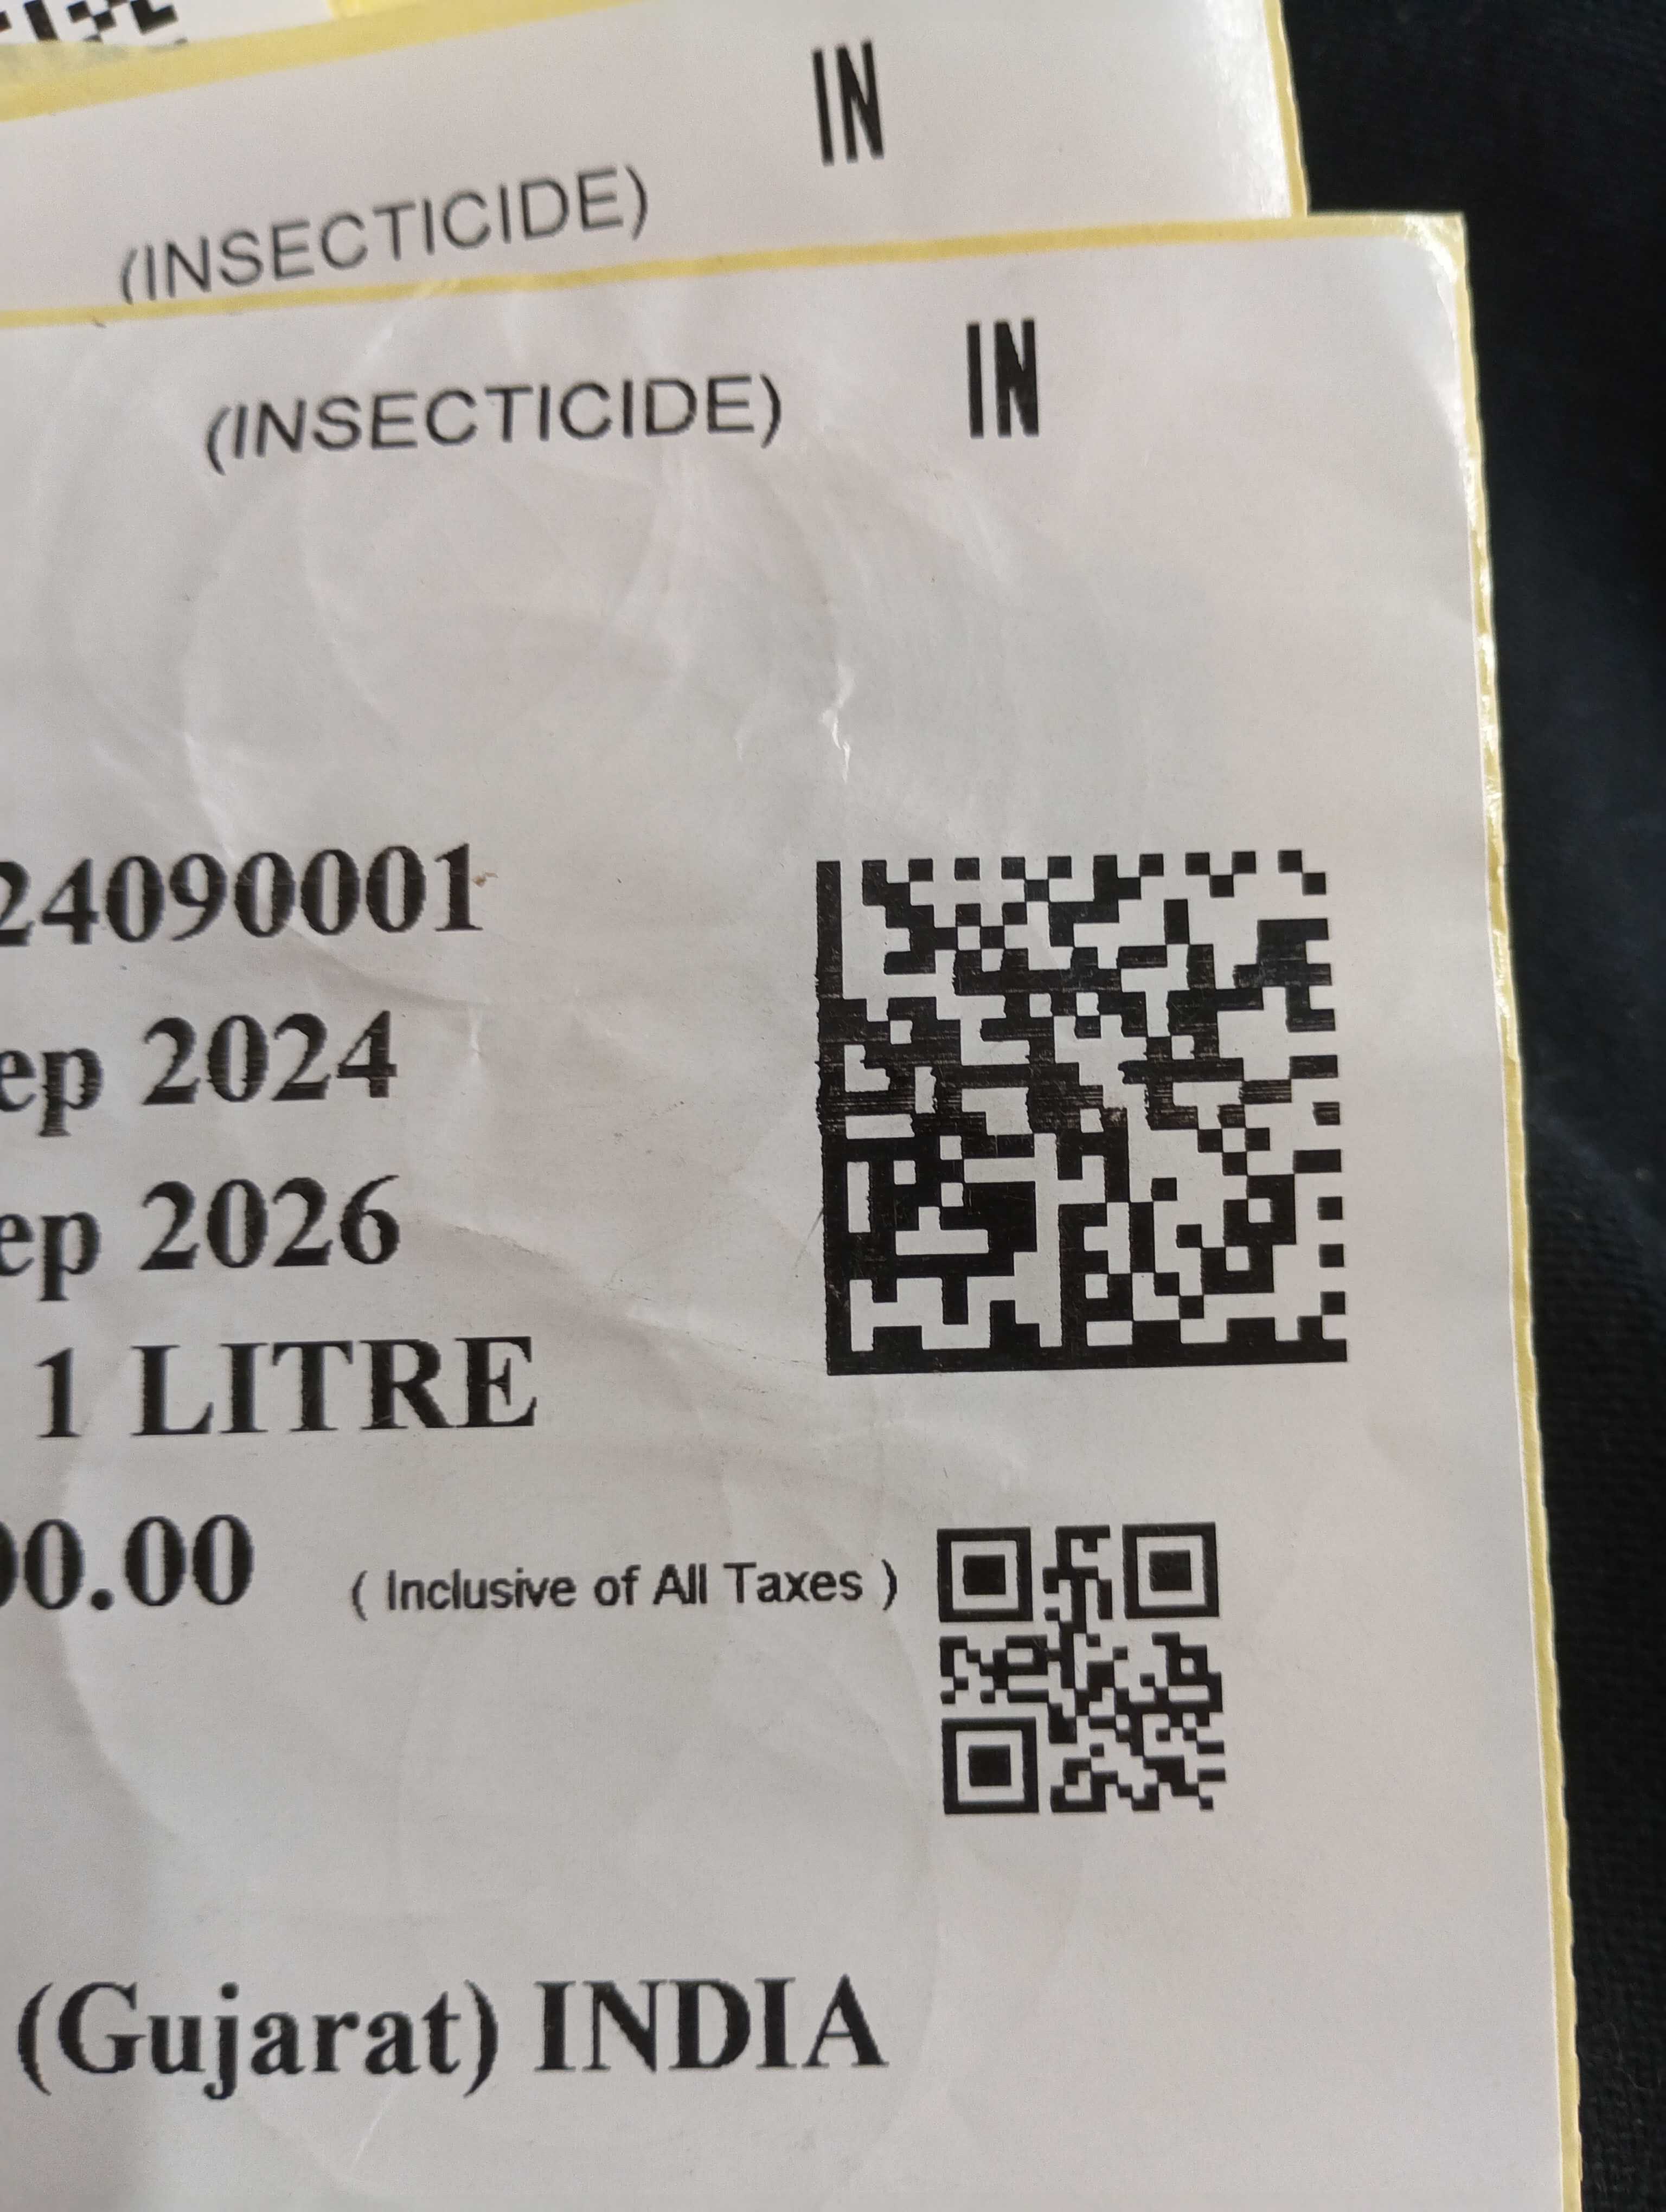 IN
(INSECTICIDE)
IN
(INSECTICIDE)
24090001
ep 2024
ep 2026
1 LITRE
00.00 ( Inclusive of All Taxes )
(Gujarat) INDIA